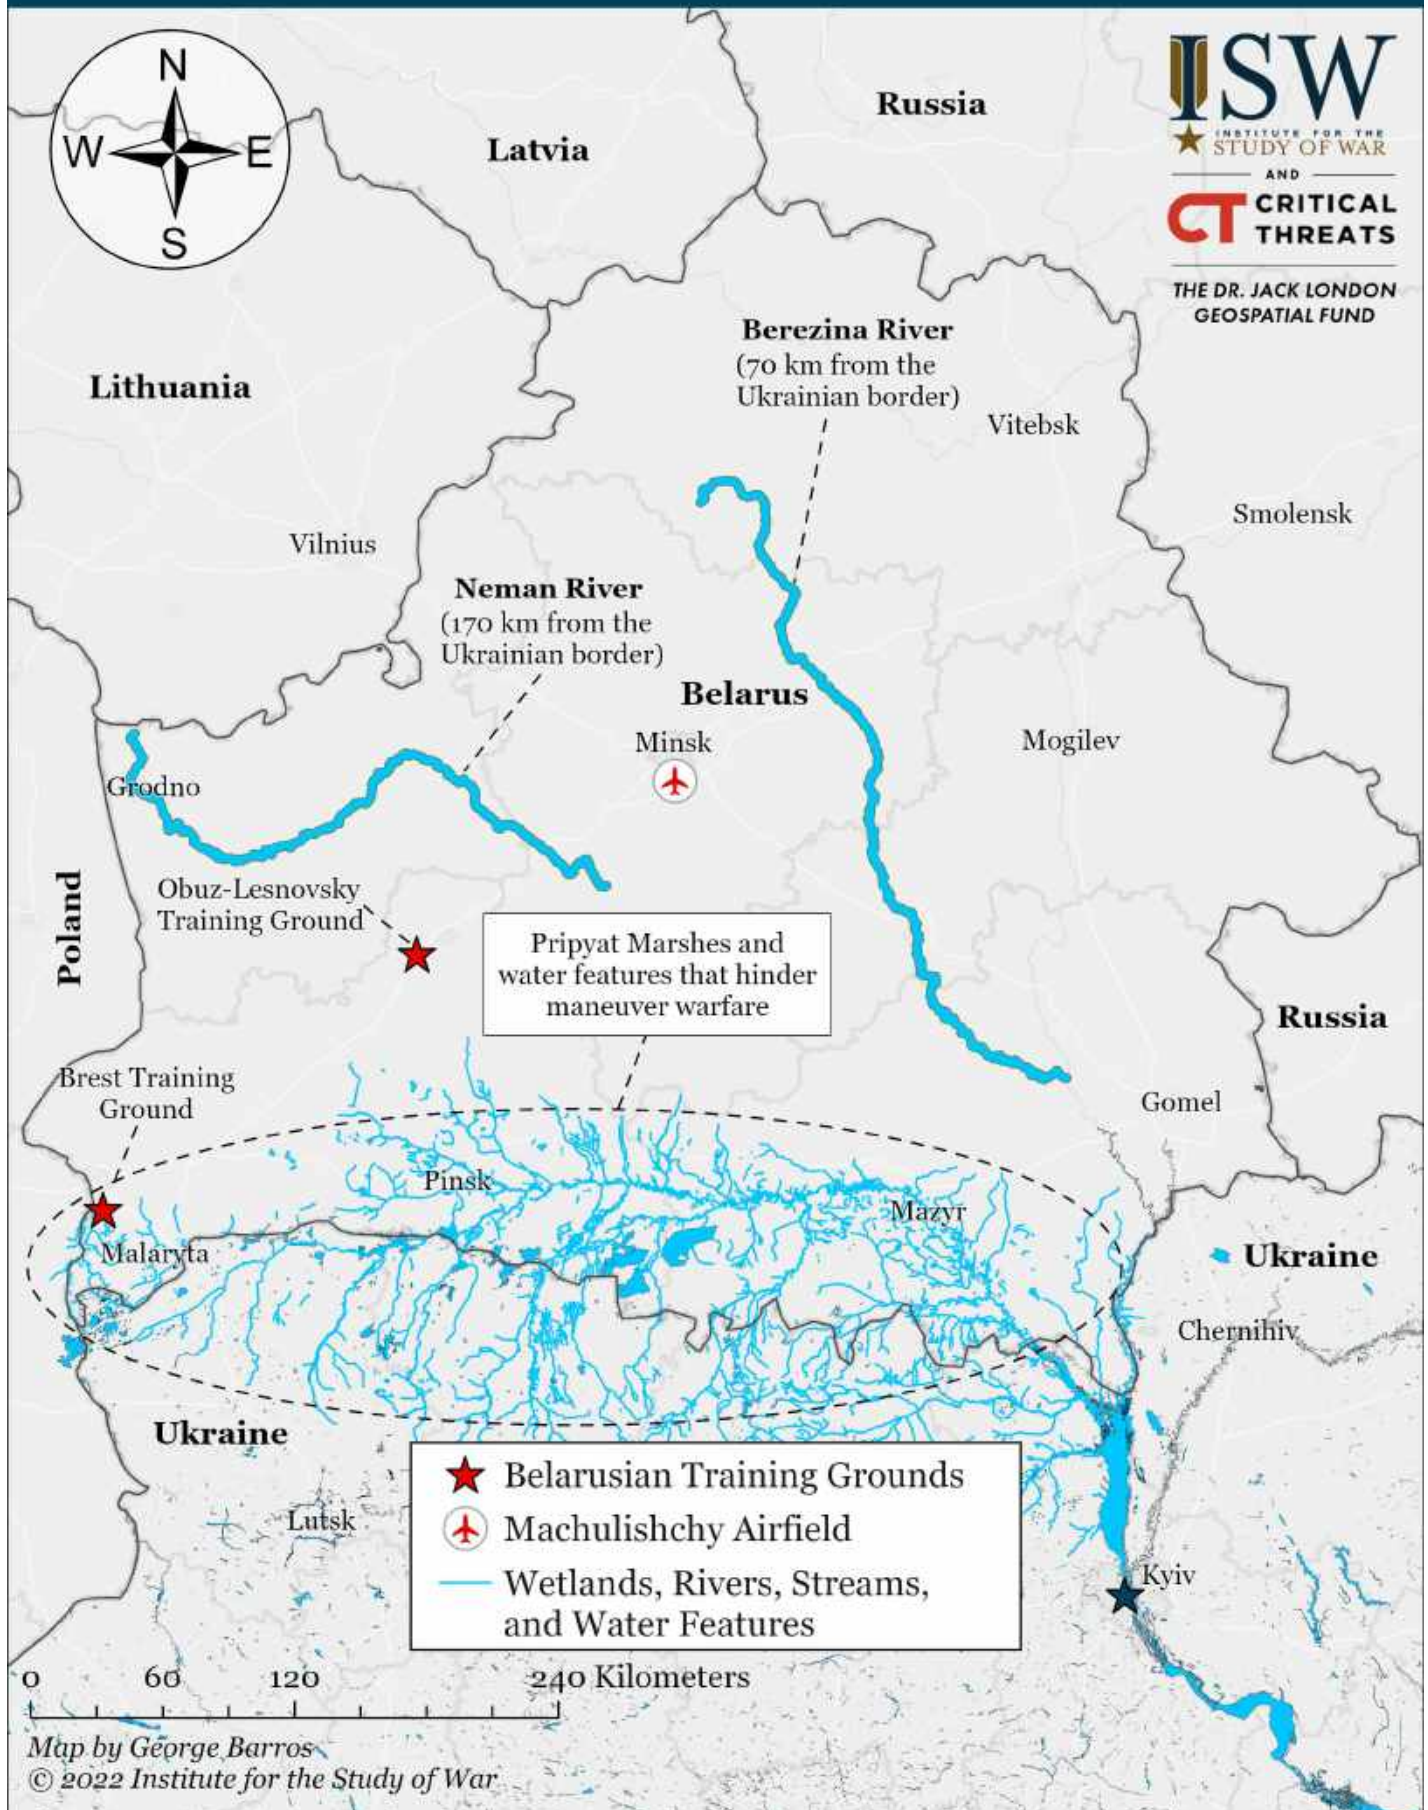 N
W
E
S
Latvia
Russia
ISW
INSTITUTE FOR THE
STUDY OF WAR
AND
CT CRITICAL
THREATS
THE DR. JACK LONDON
GEOSPATIAL FUND
Lithuania
Berezina River
(70 km from the
Ukrainian border)
Vitebsk
Smolensk
Vilnius
Neman River
(170 km from the
Ukrainian border)
Belarus
Minsk
Mogilev
Grodno
Poland
Obuz-Lesnovsky
Training Ground
Pripyat Marshes and
water features that hinder
maneuver warfare
Russia
Brest Training
Ground
Gomel
Pinsk
Mazyr
Malaryta
Ukraine
Chernihiv
Ukraine
Lutsk
Belarusian Training Grounds
Machulishchy Airfield
Wetlands, Rivers, Streams,
and Water Features
Kyiv
0 60 120 240 Kilometers
Map by George Barros
© 2022 Institute for the Study of War